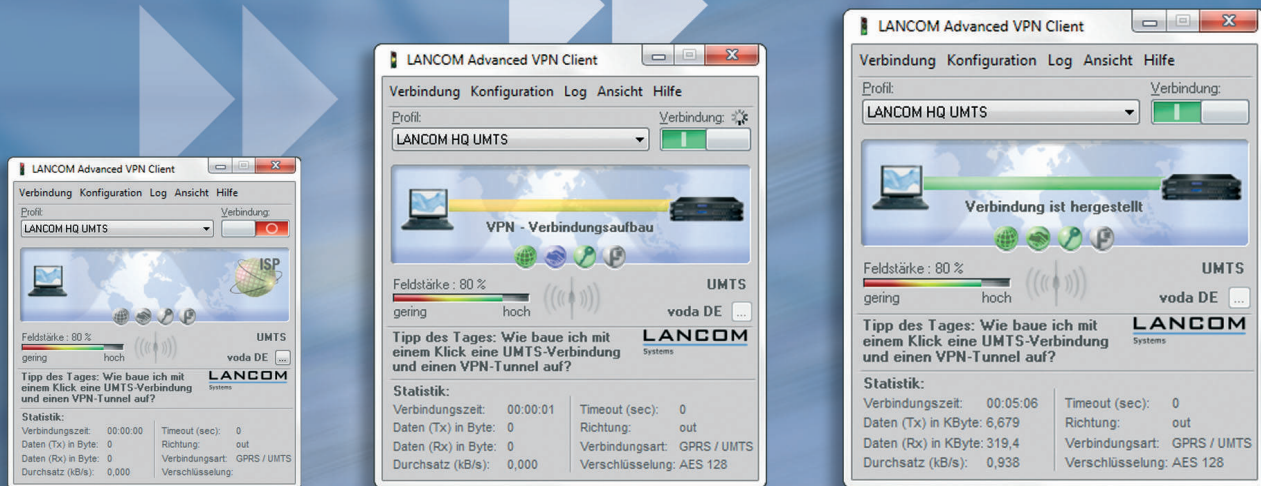 LANCOM Advanced VPN Client
Verbindung Konfiguration Log Ansicht Hilfe
Profil: Verbindung:
LANCOM HQ UMTS
ISP
Feldstärke : 80 % UMTS
gering hoch voda DE ...
Tipp des Tages: Wie baue ich mit
einem Klick eine UMTS-Verbindung
und einen VPN-Tunnel auf?
LANCOM
Systems
Statistik:
Verbindungszeit: 00:00:00 Timeout (sec): 0
Daten (Tx) in Byte: 0 Richtung: out
Daten (Rx) in Byte: 0 Verbindungsart: GPRS / UMTS
Durchsatz (kB/s): 0,000 Verschlüsselung:
LANCOM Advanced VPN Client
Verbindung Konfiguration Log Ansicht Hilfe
Profil: Verbindung:
LANCOM HQ UMTS
VPN - Verbindungsaufbau
Feldstärke : 80 % UMTS
gering hoch voda DE ...
Tipp des Tages: Wie baue ich mit
einem Klick eine UMTS-Verbindung
und einen VPN-Tunnel auf?
LANCOM
Systems
Statistik:
Verbindungszeit: 00:00:01 Timeout (sec): 0
Daten (Tx) in Byte: 0 Richtung: out
Daten (Rx) in Byte: 0 Verbindungsart: GPRS / UMTS
Durchsatz (kB/s): 0,000 Verschlüsselung: AES 128
LANCOM Advanced VPN Client
Verbindung Konfiguration Log Ansicht Hilfe
Profil: Verbindung:
LANCOM HQ UMTS
Verbindung ist hergestellt
Feldstärke : 80 % UMTS
gering hoch voda DE ...
Tipp des Tages: Wie baue ich mit
einem Klick eine UMTS-Verbindung
und einen VPN-Tunnel auf?
LANCOM
Systems
Statistik:
Verbindungszeit: 00:05:06 Timeout (sec): 0
Daten (Tx) in KByte: 6,679 Richtung: out
Daten (Rx) in KByte: 319,4 Verbindungsart: GPRS / UMTS
Durchsatz (kB/s): 0,938 Verschlüsselung: AES 128